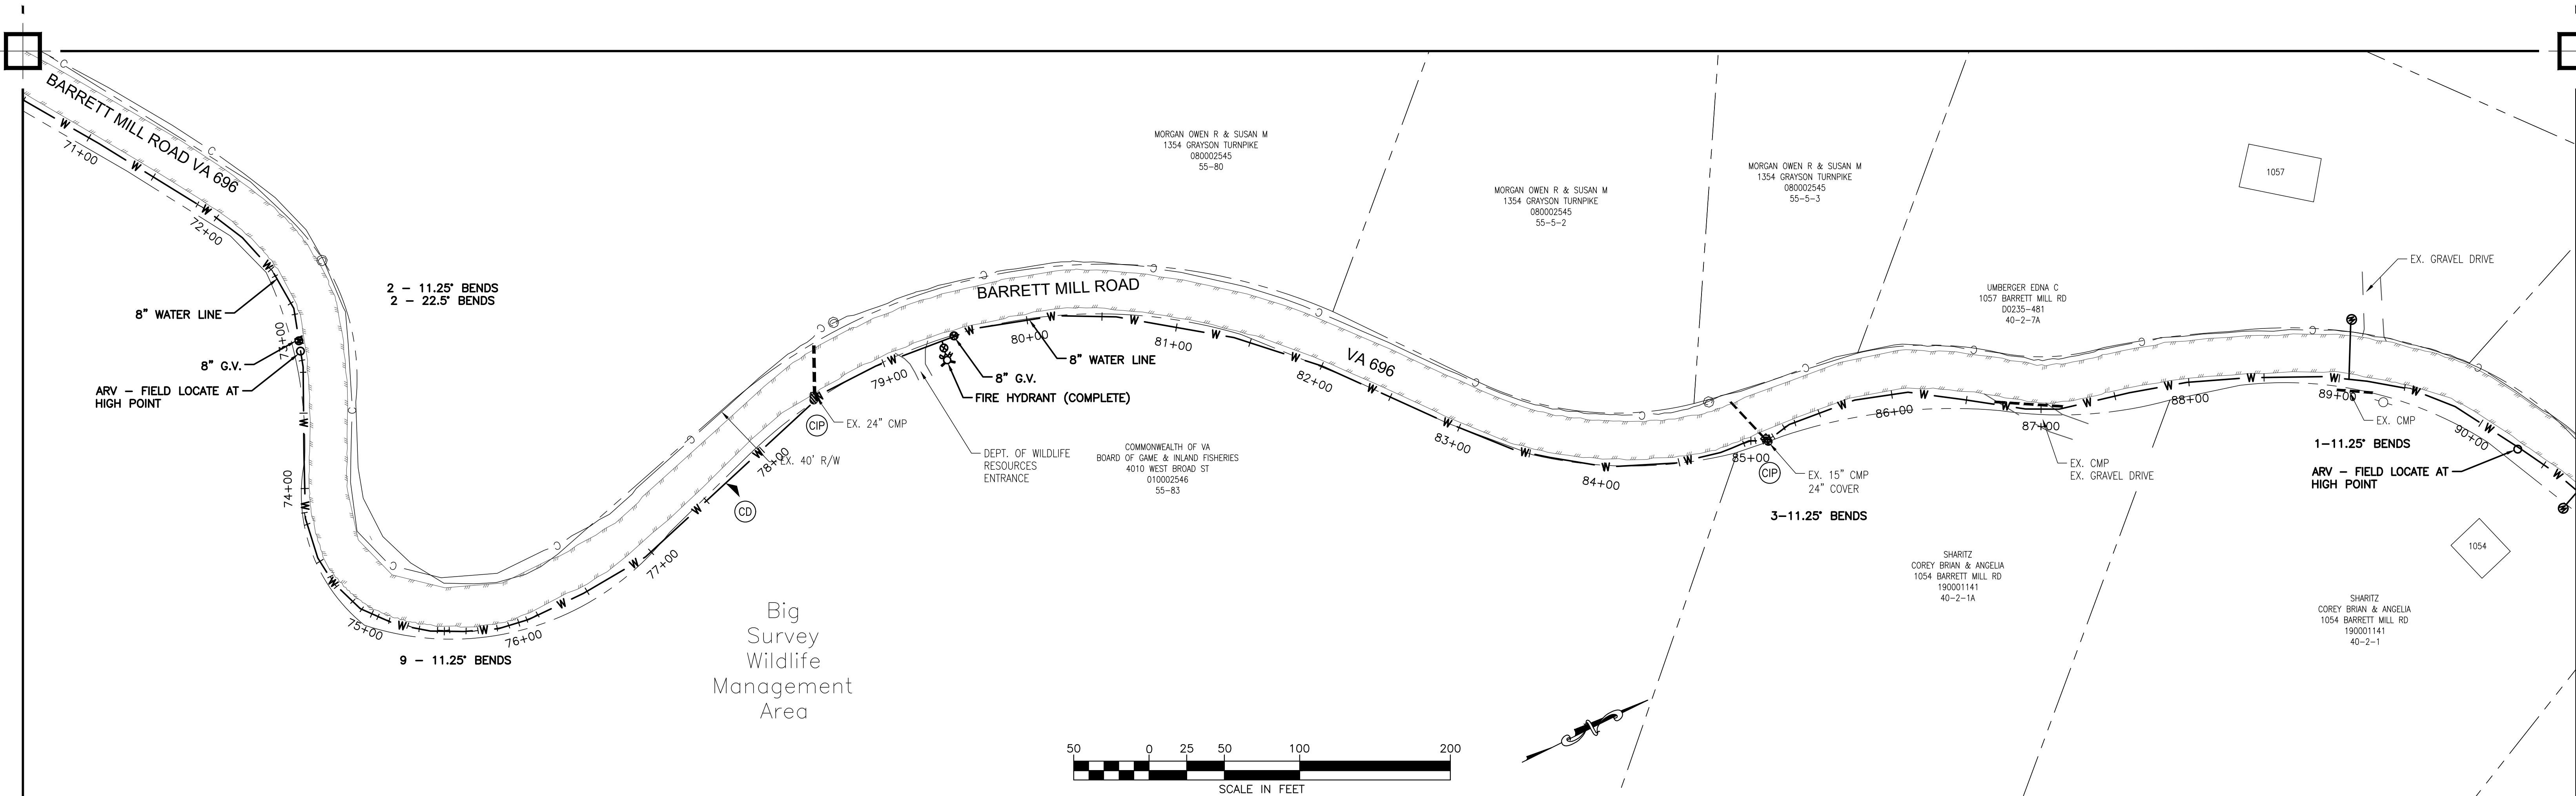 BARRETT MILL ROAD VA 696
71+00
72+00
2 - 11.25° BENDS
2 - 22.5° BENDS
8" WATER LINE
73+00
8" G.V.
ARV - FIELD LOCATE AT
HIGH POINT
74+00
75+00
76+00
9 - 11.25° BENDS
77+00
78+00
CD
EX. 40' R/W
CIP
EX. 24" CMP
79+00
8" G.V.
FIRE HYDRANT (COMPLETE)
DEPT. OF WILDLIFE
RESOURCES
ENTRANCE
BARRETT MILL ROAD
80+00
8" WATER LINE
81+00
COMMONWEALTH OF VA
BOARD OF GAME & INLAND FISHERIES
4010 WEST BROAD ST
010002546
55-83
Big
Survey
Wildlife
Management
Area
MORGAN OWEN R & SUSAN M
1354 GRAYSON TURNPIKE
080002545
55-80
MORGAN OWEN R & SUSAN M
1354 GRAYSON TURNPIKE
080002545
55-5-2
MORGAN OWEN R & SUSAN M
1354 GRAYSON TURNPIKE
080002545
55-5-3
VA 696
82+00
83+00
84+00
85+00
CIP
EX. 15" CMP
24" COVER
3-11.25° BENDS
86+00
87+00
EX. CMP
EX. GRAVEL DRIVE
88+00
UMBERGER EDNA C
1057 BARRETT MILL RD
D0235-481
40-2-7A
1057
EX. GRAVEL DRIVE
89+00
EX. CMP
90+00
1-11.25° BENDS
ARV - FIELD LOCATE AT
HIGH POINT
1054
SHARITZ
COREY BRIAN & ANGELIA
1054 BARRETT MILL RD
190001141
40-2-1A
SHARITZ
COREY BRIAN & ANGELIA
1054 BARRETT MILL RD
190001141
40-2-1
50 0 25 50 100 200
SCALE IN FEET